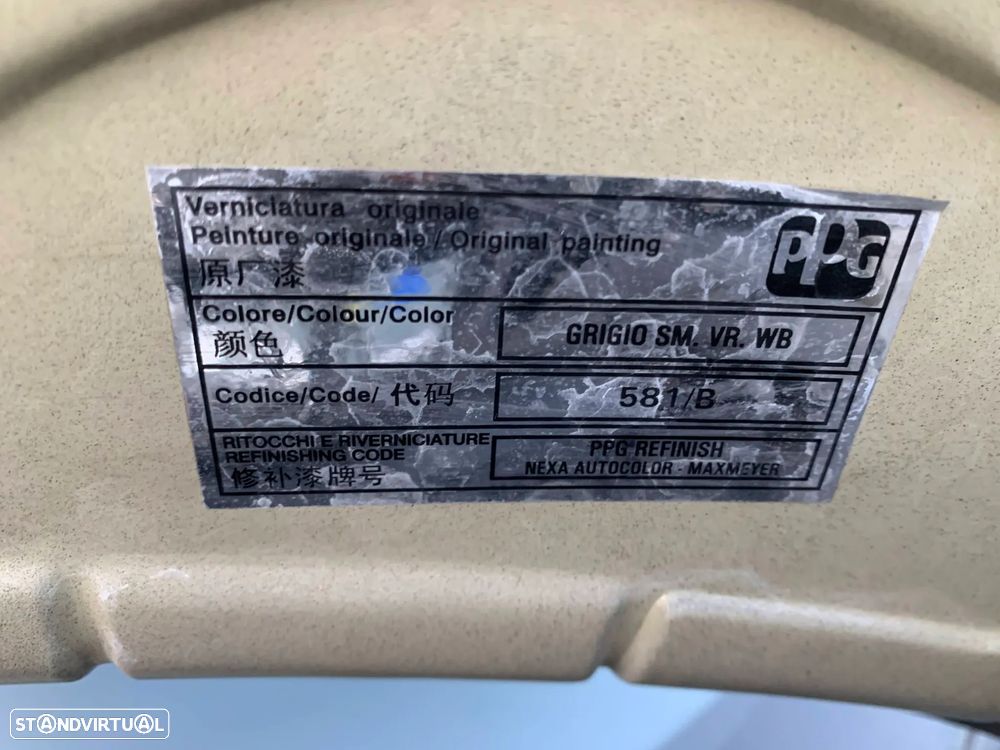 Verniciatura originale
Peinture originale / Original painting
PPG
原厂漆
Colore/Colour/Color
颜色
GRIGIO SM. VR. WB
Codice/Code/ 代码
581/B
RITOCCHI E RIVERNICIATURE
REFINISHING CODE
修补漆牌号
PPG REFINISH
NEXA AUTOCOLOR - MAXMEYER
STANDVIRTUAL